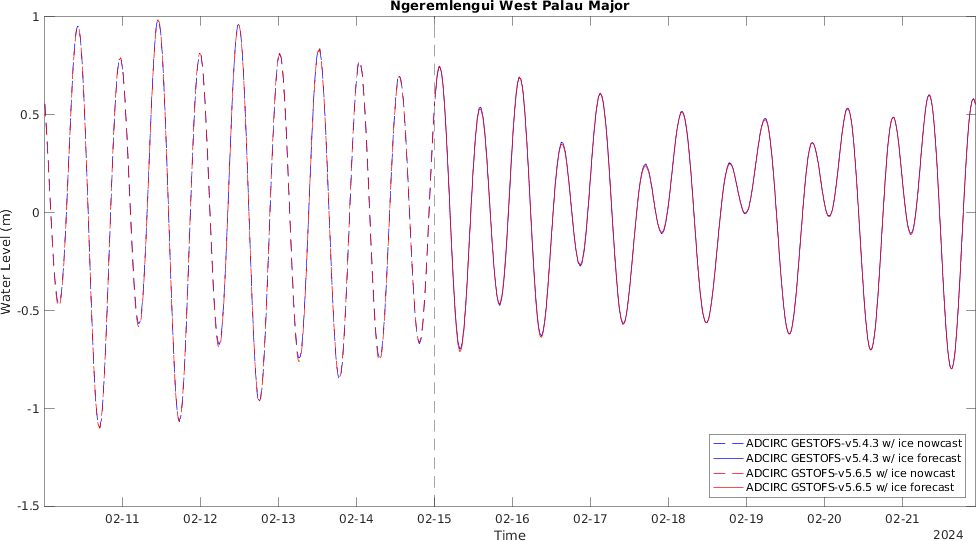 Ngeremlengui West Palau Major
Water Level (m)
1
0.5
0
-0.5
-1
-1.5
02-11 02-12 02-13 02-14 02-15 02-16 02-17 02-18 02-19 02-20 02-21
Time
2024
ADCIRC GESTOFS-v5.4.3 w/ ice nowcast
ADCIRC GESTOFS-v5.4.3 w/ ice forecast
ADCIRC GSTOFS-v5.6.5 w/ ice nowcast
ADCIRC GSTOFS-v5.6.5 w/ ice forecast